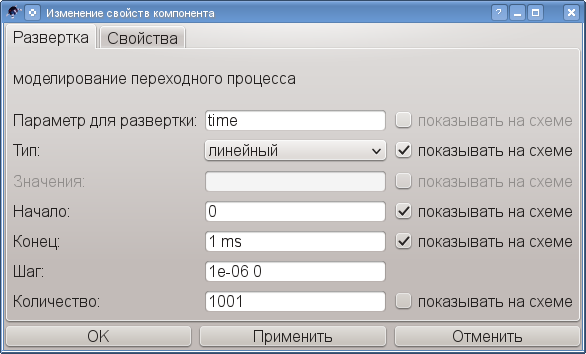 Изменение свойств компонента
Развертка Свойства
моделирование переходного процесса
Параметр для развертки: time показывать на схеме
Тип: линейный показывать на схеме
Значения: показывать на схеме
Начало: 0 показывать на схеме
Конец: 1 ms показывать на схеме
Шаг: 1e-06 0
Количество: 1001 показывать на схеме
OK Применить Отменить